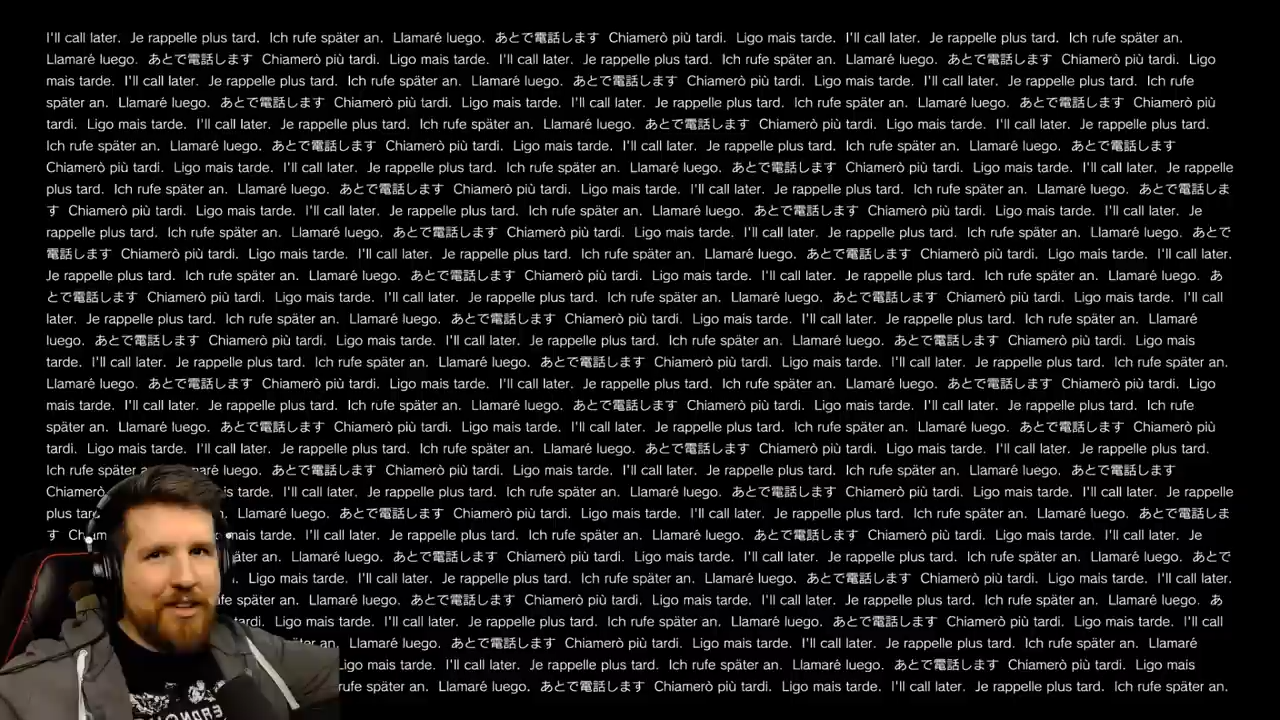 I'll call later. Je rappelle plus tard. Ich rufe später an. Llamaré luego. あとで電話します Chiamerò più tardi. Ligo mais tarde. I'll call later. Je rappelle plus tard. Ich rufe später an.
Llamaré luego. あとで電話します Chiamerò più tardi. Ligo mais tarde. I'll call later. Je rappelle plus tard. Ich rufe später an. Llamaré luego. あとで電話します Chiamerò più tardi. Ligo
mais tarde. I'll call later. Je rappelle plus tard. Ich rufe später an. Llamaré luego. あとで電話します Chiamerò più tardi. Ligo mais tarde. I'll call later. Je rappelle plus tard. Ich rufe
später an. Llamaré luego. あとで電話します Chiamerò più tardi. Ligo mais tarde. I'll call later. Je rappelle plus tard. Ich rufe später an. Llamaré luego. あとで電話します Chiamerò più
tardi. Ligo mais tarde. I'll call later. Je rappelle plus tard. Ich rufe später an. Llamaré luego. あとで電話します Chiamerò più tardi. Ligo mais tarde. I'll call later. Je rappelle plus tard.
Ich rufe später an. Llamaré luego. あとで電話します Chiamerò più tardi. Ligo mais tarde. I'll call later. Je rappelle plus tard. Ich rufe später an. Llamaré luego. あとで電話します
Chiamerò più tardi. Ligo mais tarde. I'll call later. Je rappelle plus tard. Ich rufe später an. Llamaré luego. あとで電話します Chiamerò più tardi. Ligo mais tarde. I'll call later. Je rappelle
plus tard. Ich rufe später an. Llamaré luego. あとで電話します Chiamerò più tardi. Ligo mais tarde. I'll call later. Je rappelle plus tard. Ich rufe später an. Llamaré luego. あとで電話しま
す Chiamerò più tardi. Ligo mais tarde. I'll call later. Je rappelle plus tard. Ich rufe später an. Llamaré luego. あとで電話します Chiamerò più tardi. Ligo mais tarde. I'll call later. Je
rappelle plus tard. Ich rufe später an. Llamaré luego. あとで電話します Chiamerò più tardi. Ligo mais tarde. I'll call later. Je rappelle plus tard. Ich rufe später an. Llamaré luego. あとで
電話します Chiamerò più tardi. Ligo mais tarde. I'll call later. Je rappelle plus tard. Ich rufe später an. Llamaré luego. あとで電話します Chiamerò più tardi. Ligo mais tarde. I'll call later.
Je rappelle plus tard. Ich rufe später an. Llamaré luego. あとで電話します Chiamerò più tardi. Ligo mais tarde. I'll call later. Je rappelle plus tard. Ich rufe später an. Llamaré luego. あ
とで電話します Chiamerò più tardi. Ligo mais tarde. I'll call later. Je rappelle plus tard. Ich rufe später an. Llamaré luego. あとで電話します Chiamerò più tardi. Ligo mais tarde. I'll call
later. Je rappelle plus tard. Ich rufe später an. Llamaré luego. あとで電話します Chiamerò più tardi. Ligo mais tarde. I'll call later. Je rappelle plus tard. Ich rufe später an. Llamaré
luego. あとで電話します Chiamerò più tardi. Ligo mais tarde. I'll call later. Je rappelle plus tard. Ich rufe später an. Llamaré luego. あとで電話します Chiamerò più tardi. Ligo mais
tarde. I'll call later. Je rappelle plus tard. Ich rufe später an. Llamaré luego. あとで電話します Chiamerò più tardi. Ligo mais tarde. I'll call later. Je rappelle plus tard. Ich rufe später an.
Llamaré luego. あとで電話します Chiamerò più tardi. Ligo mais tarde. I'll call later. Je rappelle plus tard. Ich rufe später an. Llamaré luego. あとで電話します Chiamerò più tardi. Ligo
mais tarde. I'll call later. Je rappelle plus tard. Ich rufe später an. Llamaré luego. あとで電話します Chiamerò più tardi. Ligo mais tarde. I'll call later. Je rappelle plus tard. Ich rufe
später an. Llamaré luego. あとで電話します Chiamerò più tardi. Ligo mais tarde. I'll call later. Je rappelle plus tard. Ich rufe später an. Llamaré luego. あとで電話します Chiamerò più
tardi. Ligo mais tarde. I'll call later. Je rappelle plus tard. Ich rufe später an. Llamaré luego. あとで電話します Chiamerò più tardi. Ligo mais tarde. I'll call later. Je rappelle plus tard.
Ich rufe später luego. あとで電話します Chiamerò più tardi. Ligo mais tarde. I'll call later. Je rappelle plus tard. Ich rufe später an. Llamaré luego. あとで電話します
Chiamerò tarde. I'll call later. Je rappelle plus tard. Ich rufe später an. Llamaré luego. あとで電話します Chiamerò più tardi. Ligo mais tarde. I'll call later. Je rappelle
plus an. Llamaré luego. あとで電話します Chiamerò più tardi. Ligo mais tarde. I'll call later. Je rappelle plus tard. Ich rufe später an. Llamaré luego. あとで電話しま
す mais tarde. I'll call later. Je rappelle plus tard. Ich rufe später an. Llamaré luego. あとで電話します Chiamerò più tardi. Ligo mais tarde. I'll call later. Je
an. Llamaré luego. あとで電話します Chiamerò più tardi. Ligo mais tarde. I'll call later. Je rappelle plus tard. Ich rufe später an. Llamaré luego. あとで
Ligo mais tarde. I'll call later. Je rappelle plus tard. Ich rufe später an. Llamaré luego. あとで電話します Chiamerò più tardi. Ligo mais tarde. I'll call later.
später an. Llamaré luego. あとで電話します Chiamerò più tardi. Ligo mais tarde. I'll call later. Je rappelle plus tard. Ich rufe später an. Llamaré luego. あ
Ligo mais tarde. I'll call later. Je rappelle plus tard. Ich rufe später an. Llamaré luego. あとで電話します Chiamerò più tardi. Ligo mais tarde. I'll call
an. Llamaré luego. あとで電話します Chiamerò più tardi. Ligo mais tarde. I'll call later. Je rappelle plus tard. Ich rufe später an. Llamaré
Ligo mais tarde. I'll call later. Je rappelle plus tard. Ich rufe später an. Llamaré luego. あとで電話します Chiamerò più tardi. Ligo mais
rufe später an. Llamaré luego. あとで電話します Chiamerò più tardi. Ligo mais tarde. I'll call later. Je rappelle plus tard. Ich rufe später an.